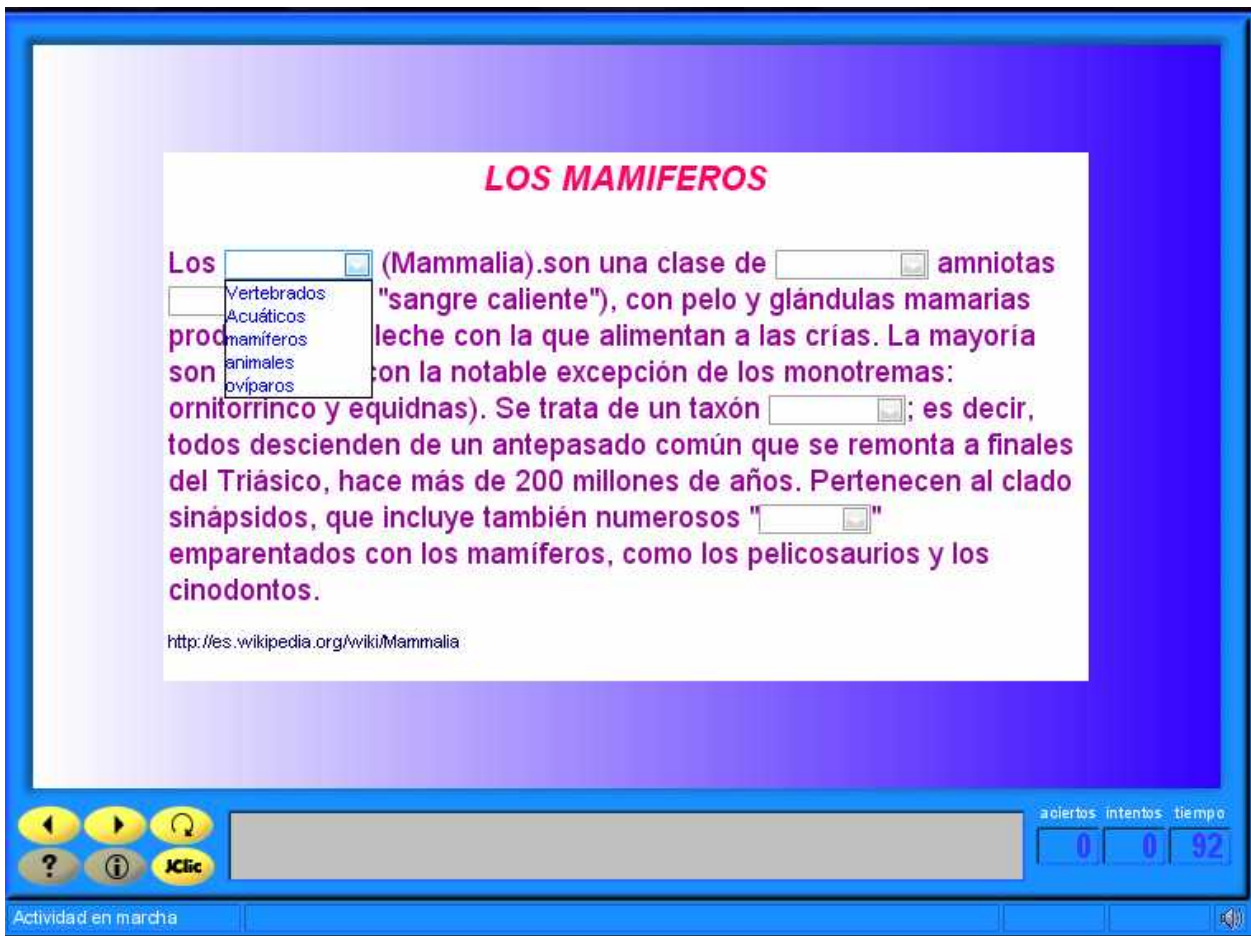 LOS MAMIFEROS
Los (Mammalia).son una clase de amniotas
Vertebrados
Acuáticos
mamíferos
animales
ovíparos
"sangre caliente"), con pelo y glándulas mamarias
prod leche con la que alimentan a las crías. La mayoría
son con la notable excepción de los monotremas:
ornitorrinco y equidnas). Se trata de un taxón ; es decir,
todos descienden de un antepasado común que se remonta a finales
del Triásico, hace más de 200 millones de años. Pertenecen al clado
sinápsidos, que incluye también numerosos " "
emparentados con los mamíferos, como los pelicosaurios y los
cinodontos.
http://es.wikipedia.org/wiki/Mammalia
aciertos intentos tiempo
0 0 92
? i JClic
Actividad en marcha